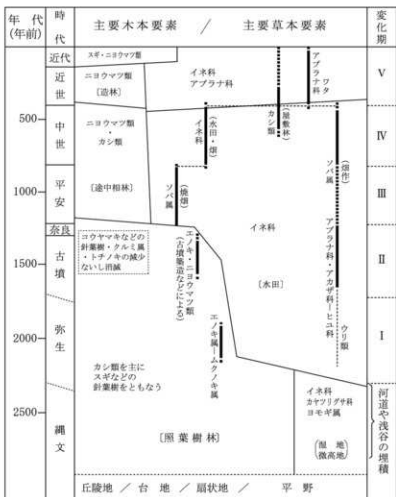 年代
(年前)
時代
主要木本要素 / 主要草本要素
変化期
近代
近世
中世
平安
奈良
古墳
弥生
縄文
500
1000
1500
2000
2500
スギ・ニヨウマツ類
ニヨウマツ類
[造林]
ニヨウマツ類
・
カシ類
[途中相林]
コウヤマキなどの
針葉樹・クルミ属
・トチノキの減少
ないし消滅
イネ科
アブラナ科
イネ科
(水田・畑)
ソバ属
(焼畑)
エノキ・ニヨウマツ類
(古墳築造などによる)
エノキ属―ムクノキ属
カシ類
(屋敷林)
アブラナ科
ワタ
(畑作)
ソバ属
アブラナ科・アカザ科―ヒユ科
ウリ類
イネ科
[水田]
カシ類を主に
スギなどの
針葉樹をともなう
[照葉樹林]
イネ科
カヤツリグサ科
ヨモギ属
(湿地
微高地)
V
IV
III
II
I
河道や浅谷の埋積
丘陵地 / 台地 / 扇状地 / 平野